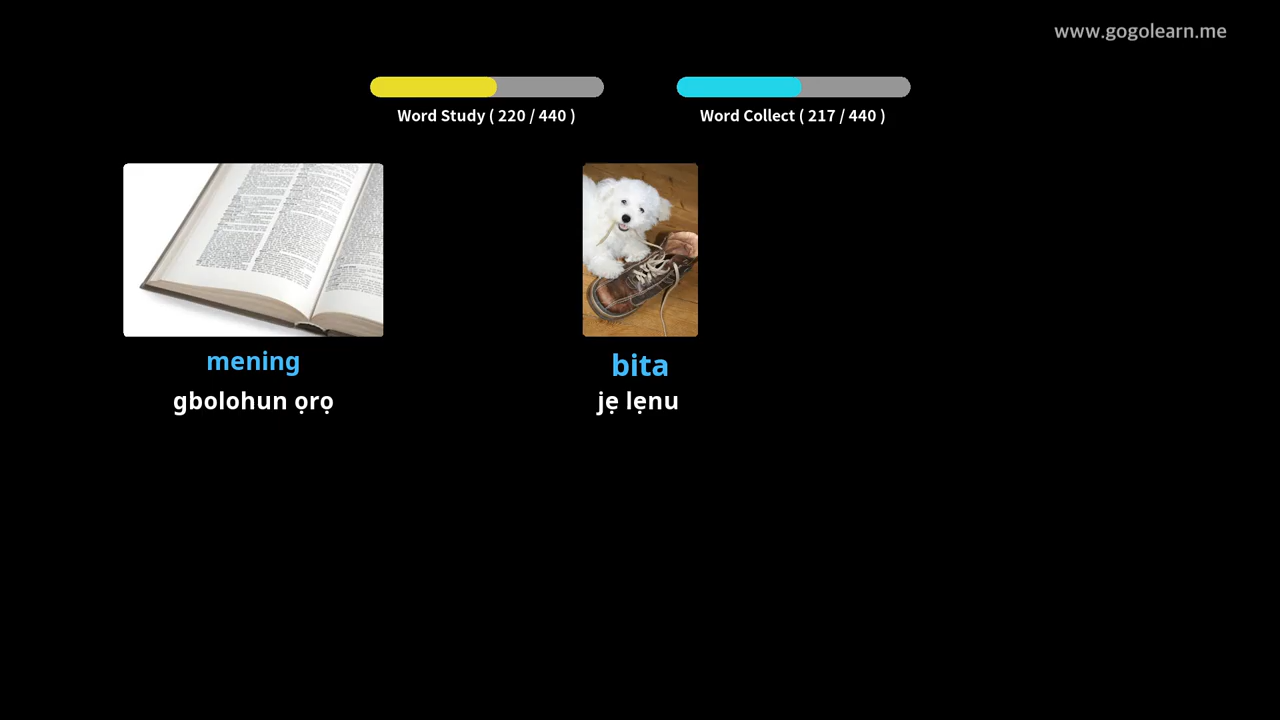 www.gogolearn.me
Word Study ( 220 / 440 )
Word Collect ( 217 / 440 )
mening
gbolohun ọrọ
bita
jẹ lẹnu